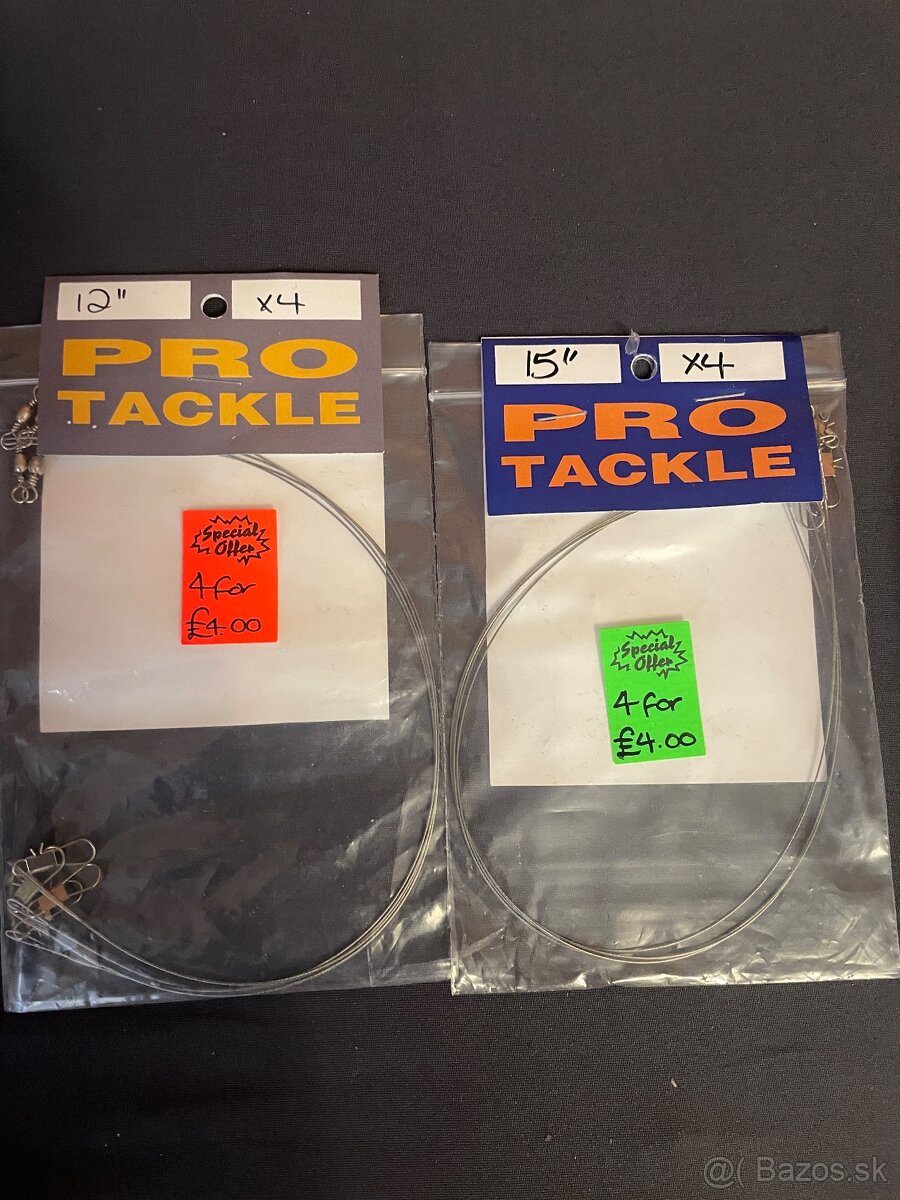 12" x4
PRO
TACKLE
Special
Offer
4 for
£4.00
15" x4
PRO
TACKLE
Special
Offer
4 for
£4.00
@( Bazos.sk